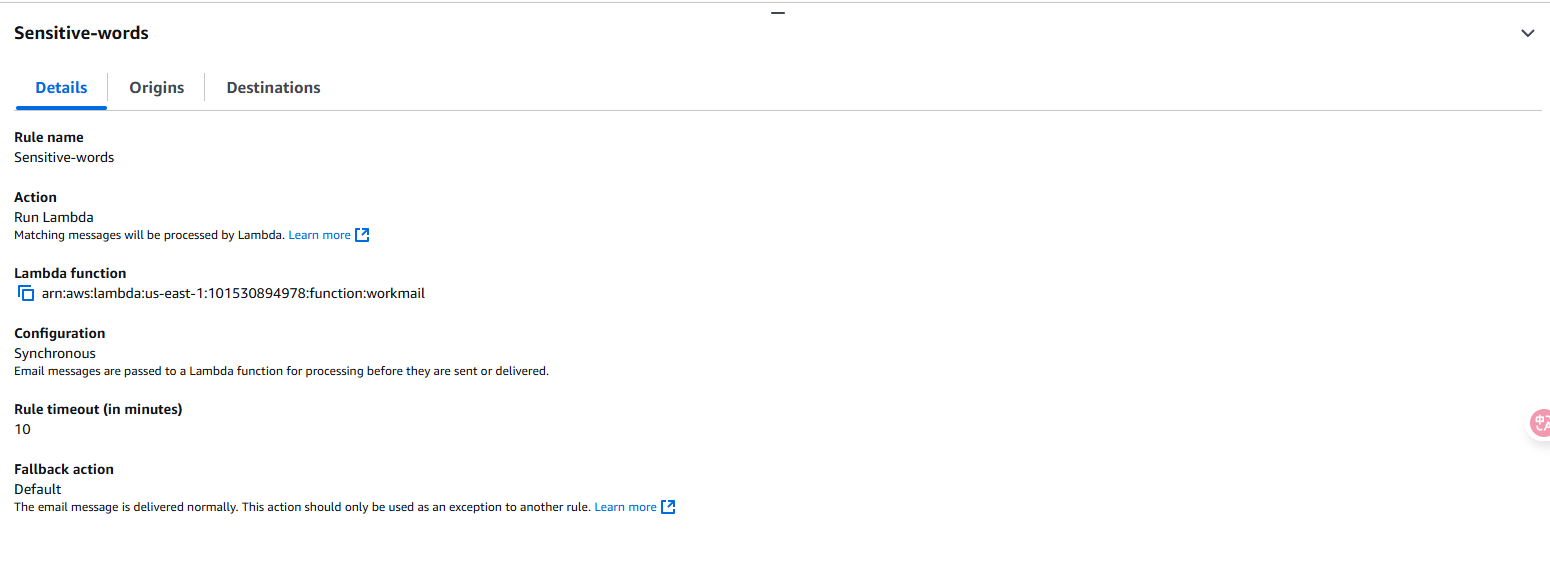 Sensitive-words
Details
Origins
Destinations
Rule name
Sensitive-words
Action
Run Lambda
Matching messages will be processed by Lambda. Learn more
Lambda function
arn:aws:lambda:us-east-1:101530894978:function:workmail
Configuration
Synchronous
Email messages are passed to a Lambda function for processing before they are sent or delivered.
Rule timeout (in minutes)
10
Fallback action
Default
The email message is delivered normally. This action should only be used as an exception to another rule. Learn more